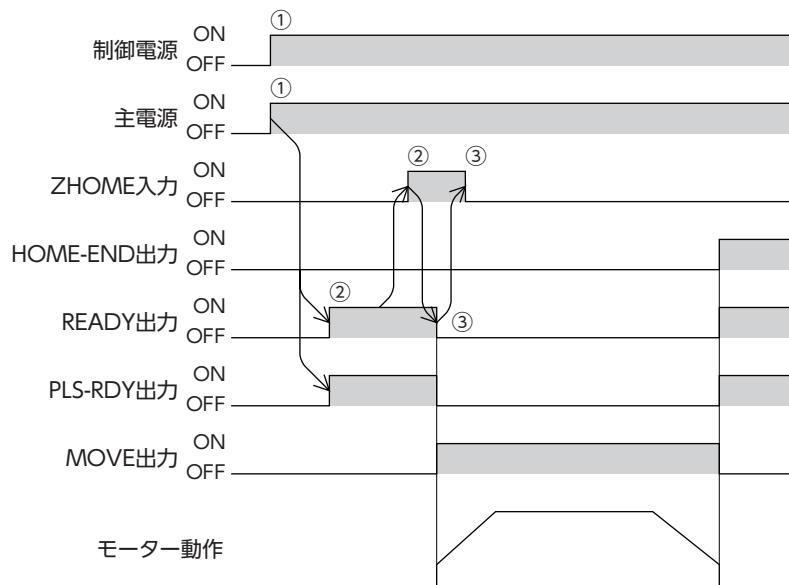 制御電源 ON OFF ①
主電源 ON OFF ①
ZHOME入力 ON OFF ② ③
HOME-END出力 ON OFF
READY出力 ON OFF ② ③
PLS-RDY出力 ON OFF
MOVE出力 ON OFF
モーター動作